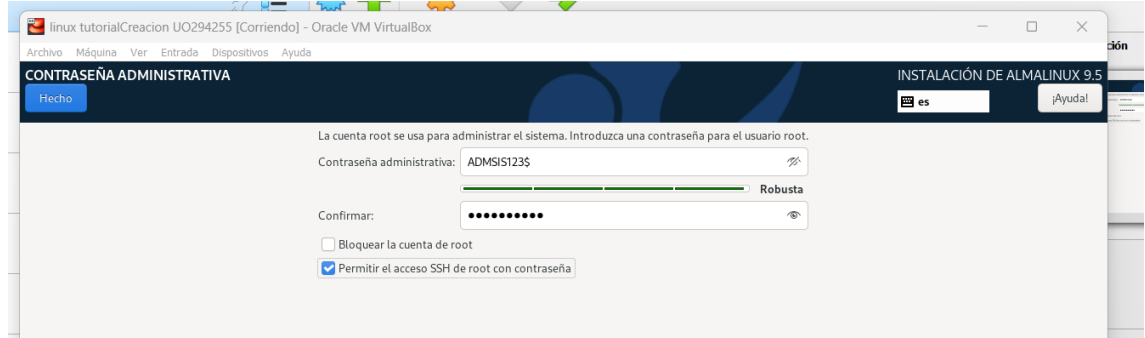 linux tutorialCreacion UO294255 [Corriendo] - Oracle VM VirtualBox
Archivo Máquina Ver Entrada Dispositivos Ayuda
ción
CONTRASEÑA ADMINISTRATIVA
INSTALACIÓN DE ALMALINUX 9.5
Hecho
es
¡Ayuda!
La cuenta root se usa para administrar el sistema. Introduzca una contraseña para el usuario root.
Contraseña administrativa: ADMSIS123$
Robusta
Confirmar: ●●●●●●●●●●
Bloquear la cuenta de root
Permitir el acceso SSH de root con contraseña